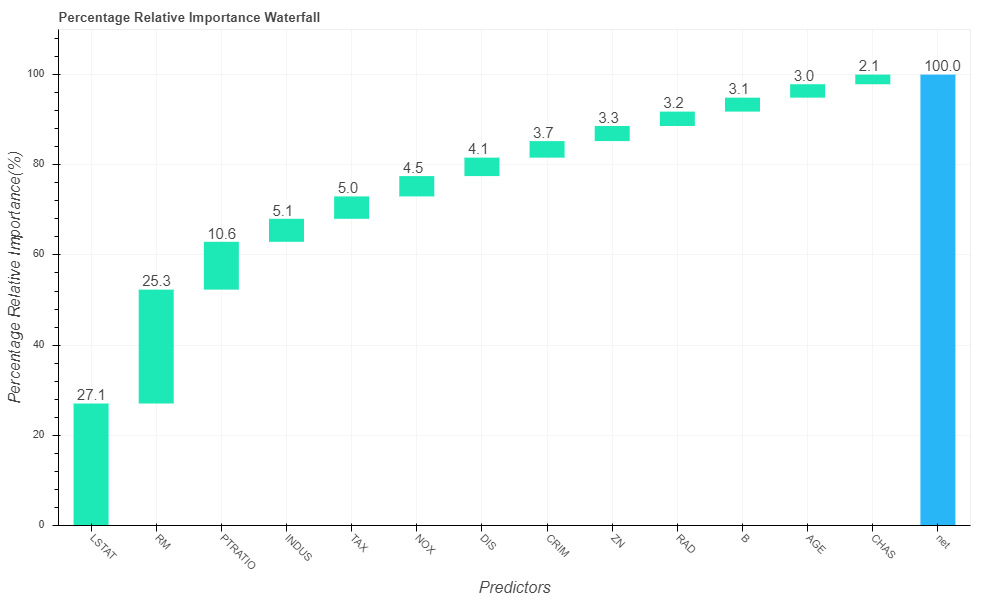 Percentage Relative Importance Waterfall
Percentage Relative Importance(%)
100
80
60
40
20
0
27.1
25.3
10.6
5.1
5.0
4.5
4.1
3.7
3.3
3.2
3.1
3.0
2.1
100.0
LSTAT
RM
PTRATIO
INDUS
TAX
NOX
DIS
CRIM
ZN
RAD
B
AGE
CHAS
net
Predictors